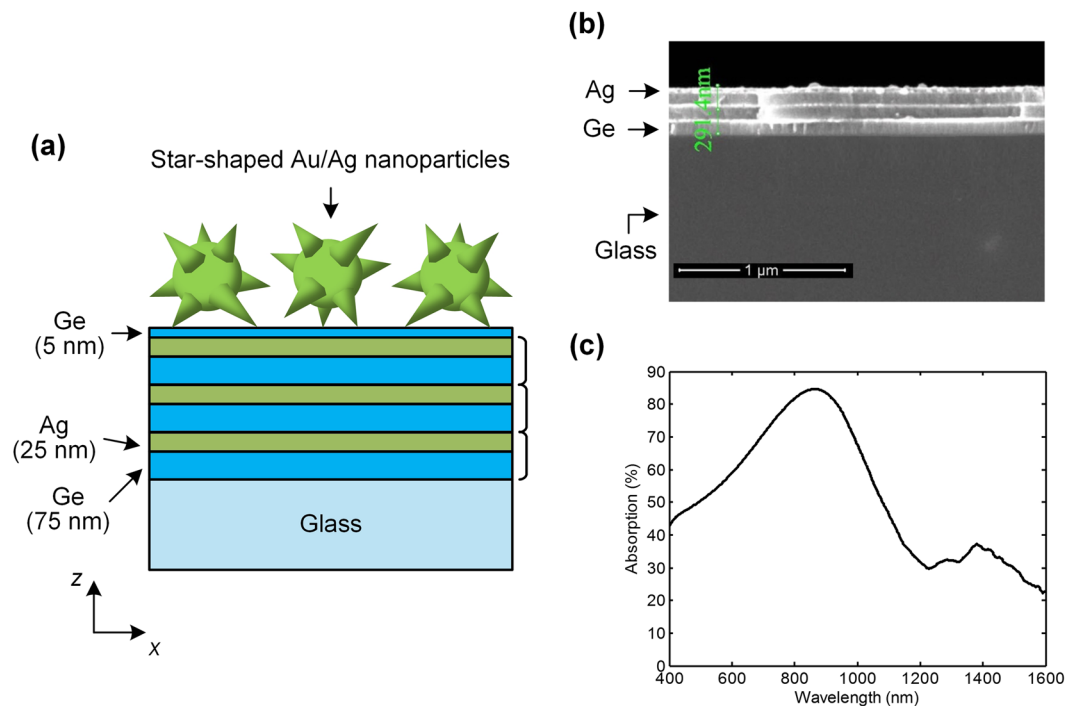 (a)
Star-shaped Au/Ag nanoparticles
Ge
(5 nm)
Ag
(25 nm)
Ge
(75 nm)
Glass
z
x
(b)
Ag
Ge
Glass
291.4nm
1 µm
(c)
Absorption (%)
90
80
70
60
50
40
30
20
10
0
400
600
800
1000
1200
1400
1600
Wavelength (nm)